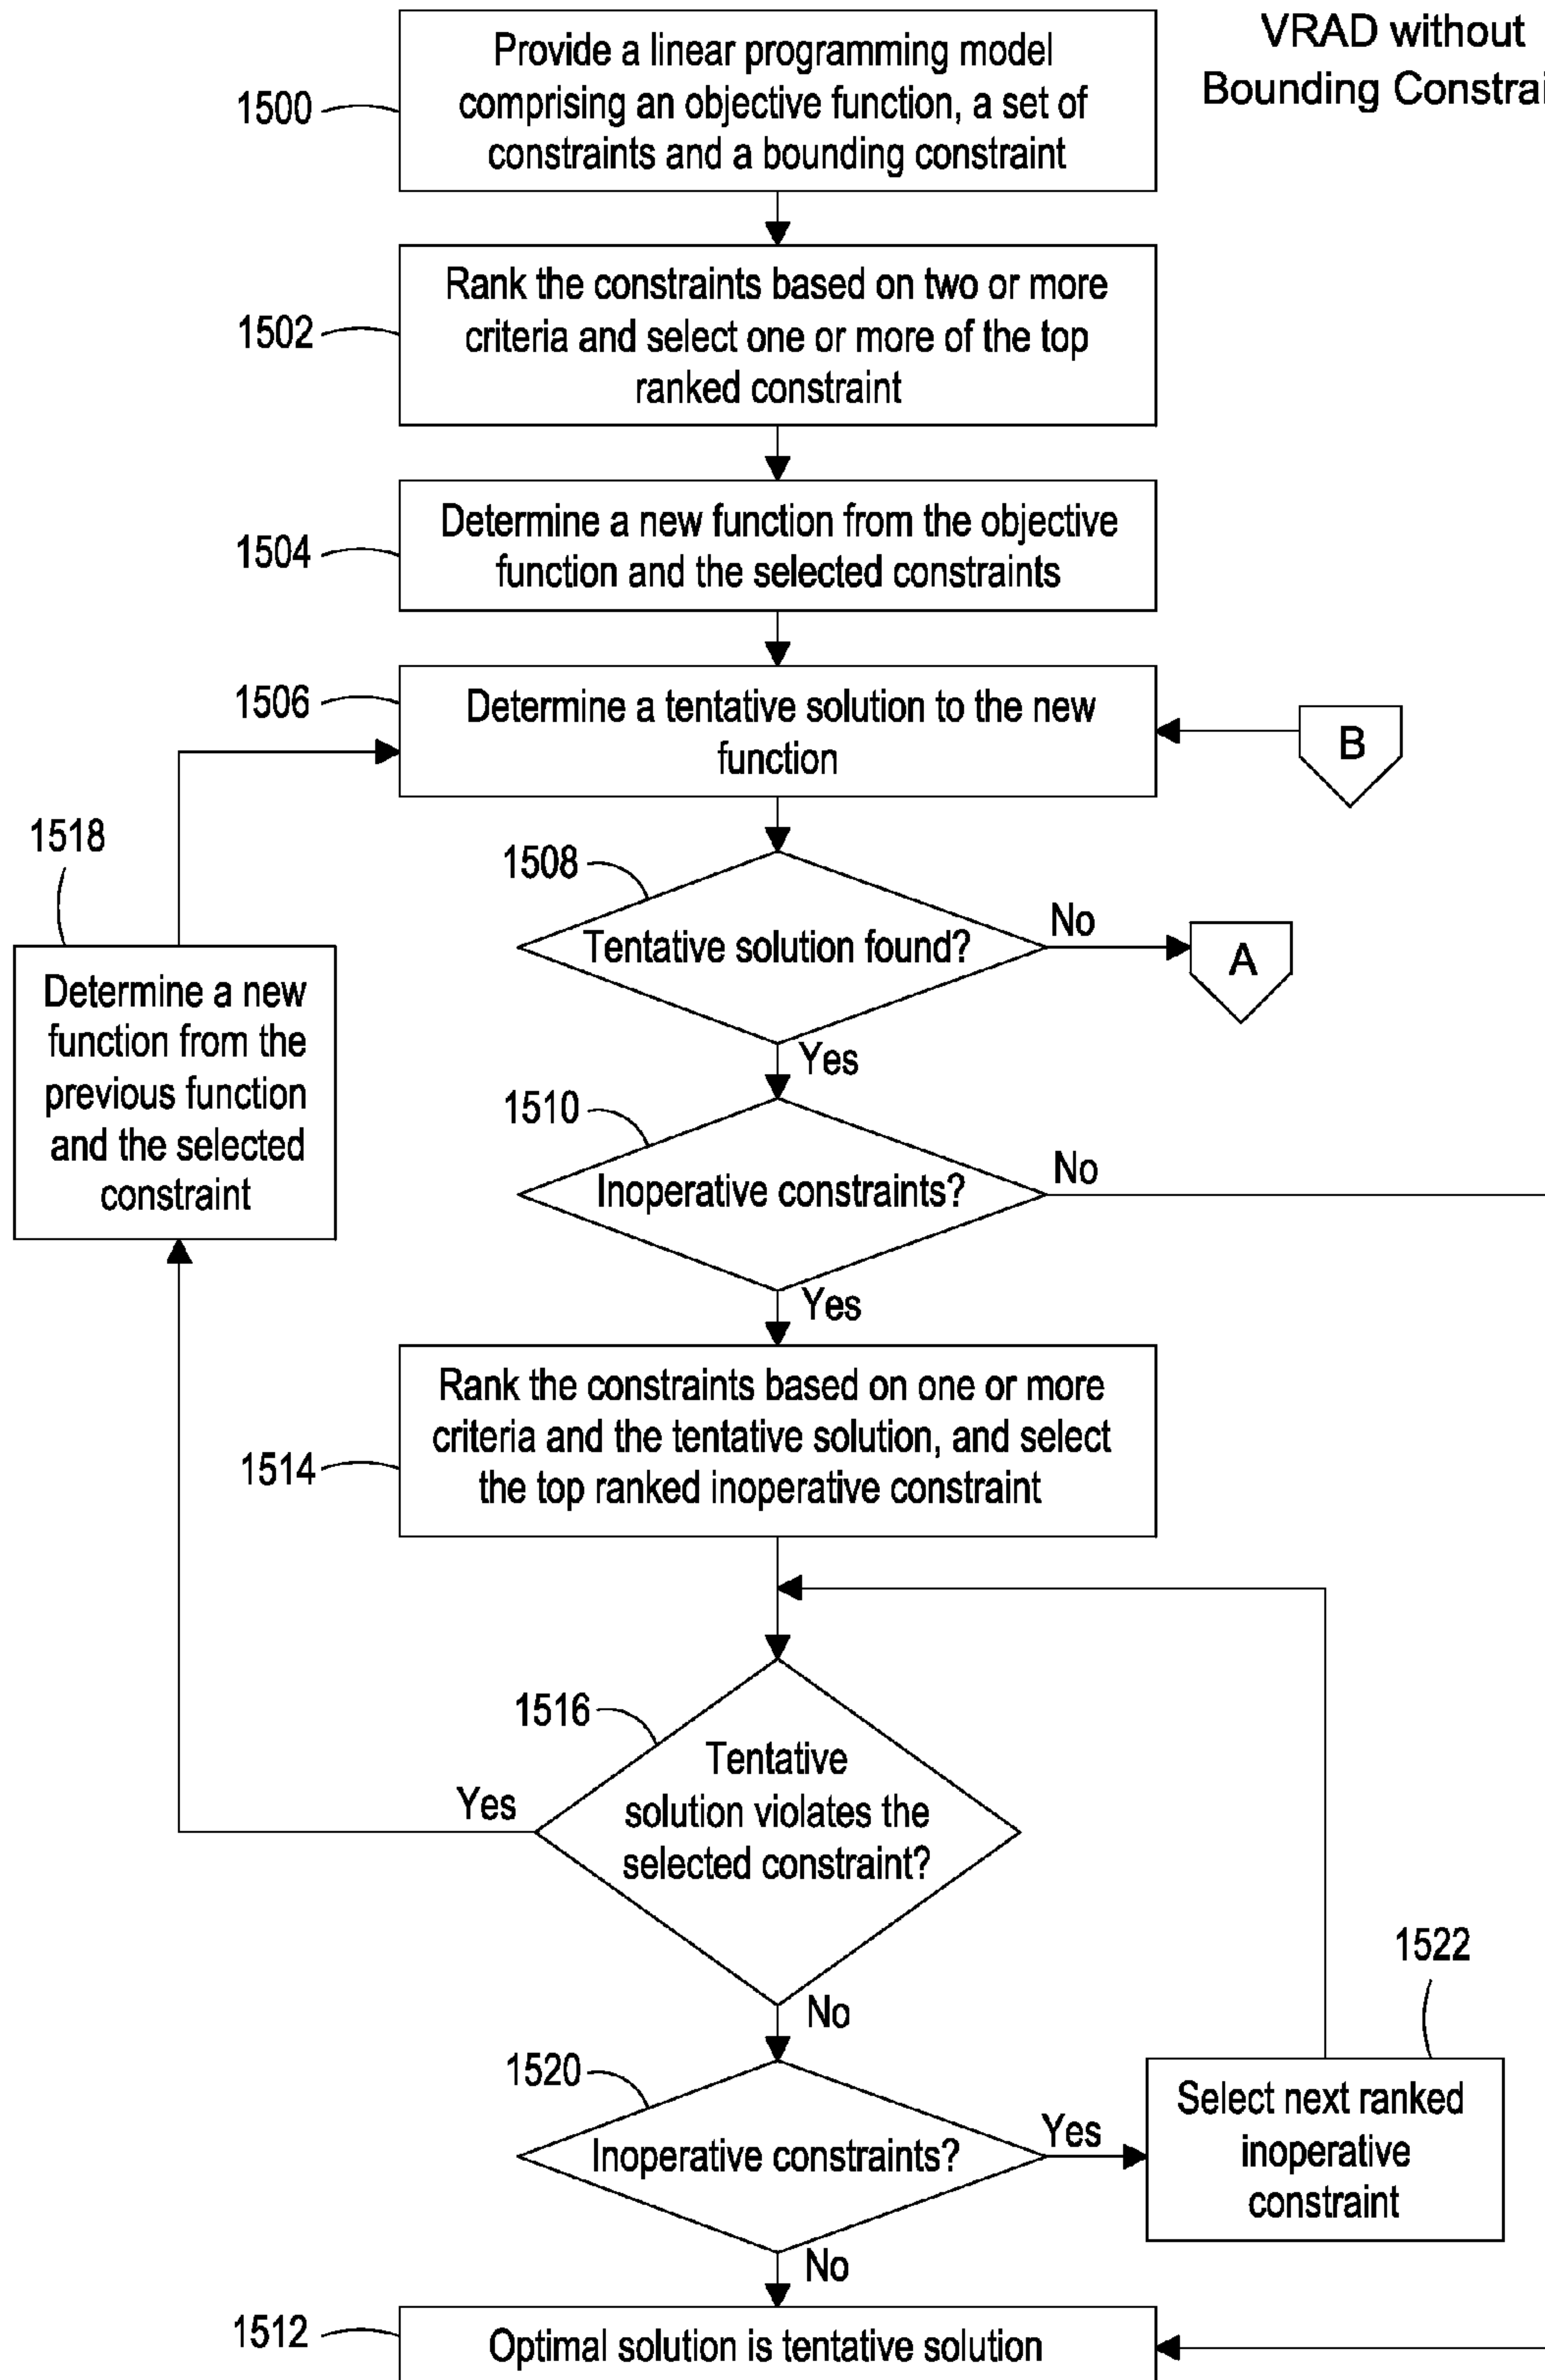 VRAD without
Bounding Constrai
Provide a linear programming model
comprising an objective function, a set of
constraints and a bounding constraint
1500
Rank the constraints based on two or more
criteria and select one or more of the top
ranked constraint
1502
Determine a new function from the objective
function and the selected constraints
1504
1506
Determine a tentative solution to the new
function
B
1518
1508
Tentative solution found?
No
A
Yes
Determine a new
function from the
previous function
and the selected
constraint
1510
Inoperative constraints?
No
Yes
Rank the constraints based on one or more
criteria and the tentative solution, and select
the top ranked inoperative constraint
1514
1516
Tentative
solution violates the
selected constraint?
Yes
No
1522
1520
Inoperative constraints?
Yes
Select next ranked
inoperative
constraint
No
1512
Optimal solution is tentative solution